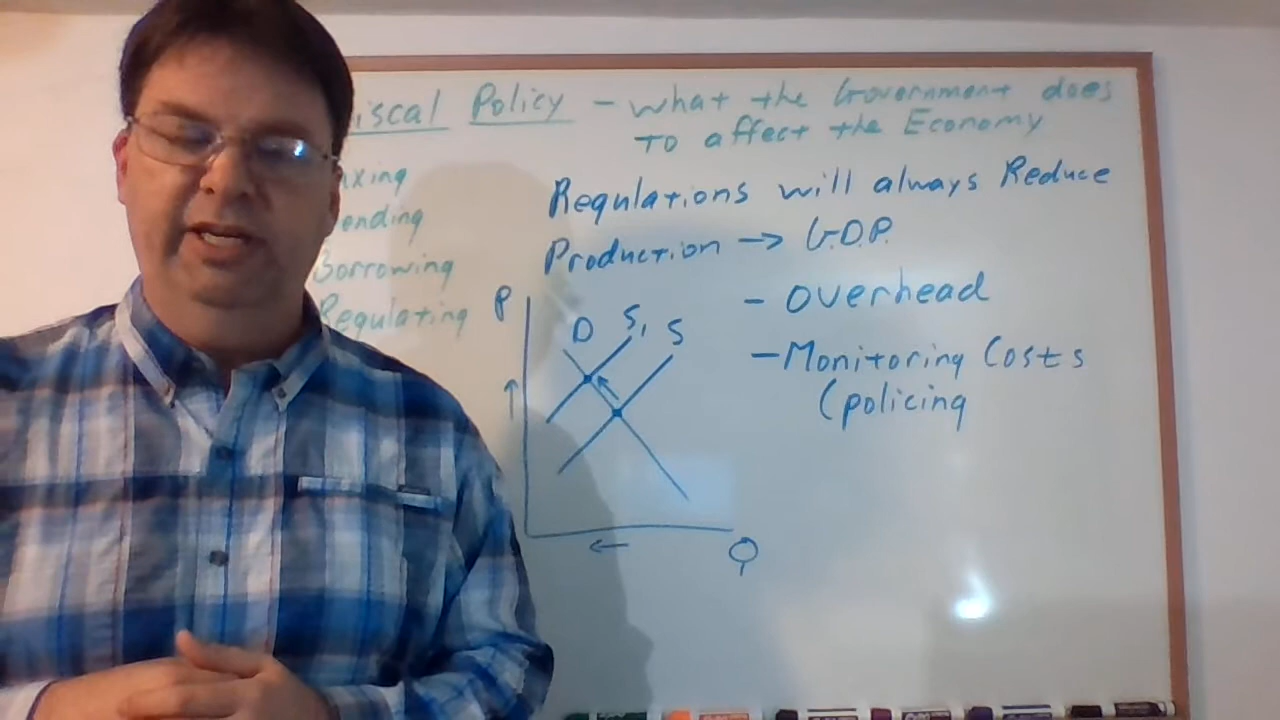 iscal Policy - what the Government does
to affect the Economy
xing
ending
Borrowing
Regulating
Regulations will always Reduce
Production → G.D.P.
- Overhead
- Monitoring Costs
(policing
P
D S₁ S
Q